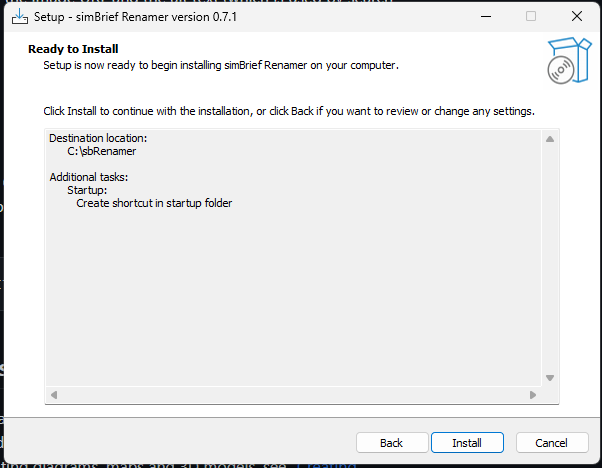 Setup - simBrief Renamer version 0.7.1
Ready to Install
Setup is now ready to begin installing simBrief Renamer on your computer.
Click Install to continue with the installation, or click Back if you want to review or change any settings.
Destination location:
C:\sbRenamer
Additional tasks:
Startup:
Create shortcut in startup folder
Back
Install
Cancel